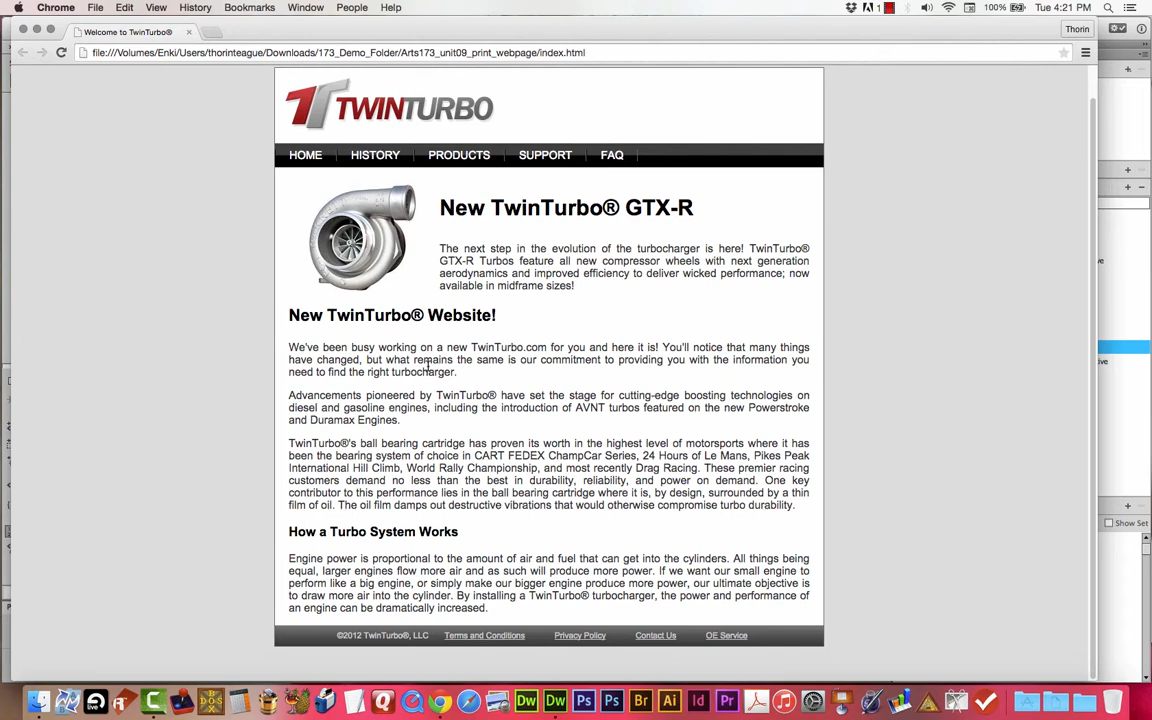 Chrome File Edit View History Bookmarks Window People Help
1 100% Tue 4:21 PM
Welcome to TwinTurbo® ×
Thorin
file:///Volumes/Enki/Users/thorinteague/Downloads/173_Demo_Folder/Arts173_unit09_print_webpage/index.html
TWINTURBO
HOME HISTORY PRODUCTS SUPPORT FAQ
New TwinTurbo® GTX-R
The next step in the evolution of the turbocharger is here! TwinTurbo®
GTX-R Turbos feature all new compressor wheels with next generation
aerodynamics and improved efficiency to deliver wicked performance; now
available in midframe sizes!
New TwinTurbo® Website!
We've been busy working on a new TwinTurbo.com for you and here it is! You'll notice that many things
have changed, but what remains the same is our commitment to providing you with the information you
need to find the right turbocharger.
Advancements pioneered by TwinTurbo® have set the stage for cutting-edge boosting technologies on
diesel and gasoline engines, including the introduction of AVNT turbos featured on the new Powerstroke
and Duramax Engines.
TwinTurbo®'s ball bearing cartridge has proven its worth in the highest level of motorsports where it has
been the bearing system of choice in CART FEDEX ChampCar Series, 24 Hours of Le Mans, Pikes Peak
International Hill Climb, World Rally Championship, and most recently Drag Racing. These premier racing
customers demand no less than the best in durability, reliability, and power on demand. One key
contributor to this performance lies in the ball bearing cartridge where it is, by design, surrounded by a thin
film of oil. The oil film damps out destructive vibrations that would otherwise compromise turbo durability.
Show Set
How a Turbo System Works
Engine power is proportional to the amount of air and fuel that can get into the cylinders. All things being
equal, larger engines flow more air and as such will produce more power. If we want our small engine to
perform like a big engine, or simply make our bigger engine produce more power, our ultimate objective is
to draw more air into the cylinder. By installing a TwinTurbo® turbocharger, the power and performance of
an engine can be dramatically increased.
©2012 TwinTurbo®, LLC Terms and Conditions Privacy Policy Contact Us OE Service
live DOS Dw Dw Ps Ps Br Ai Id Pr